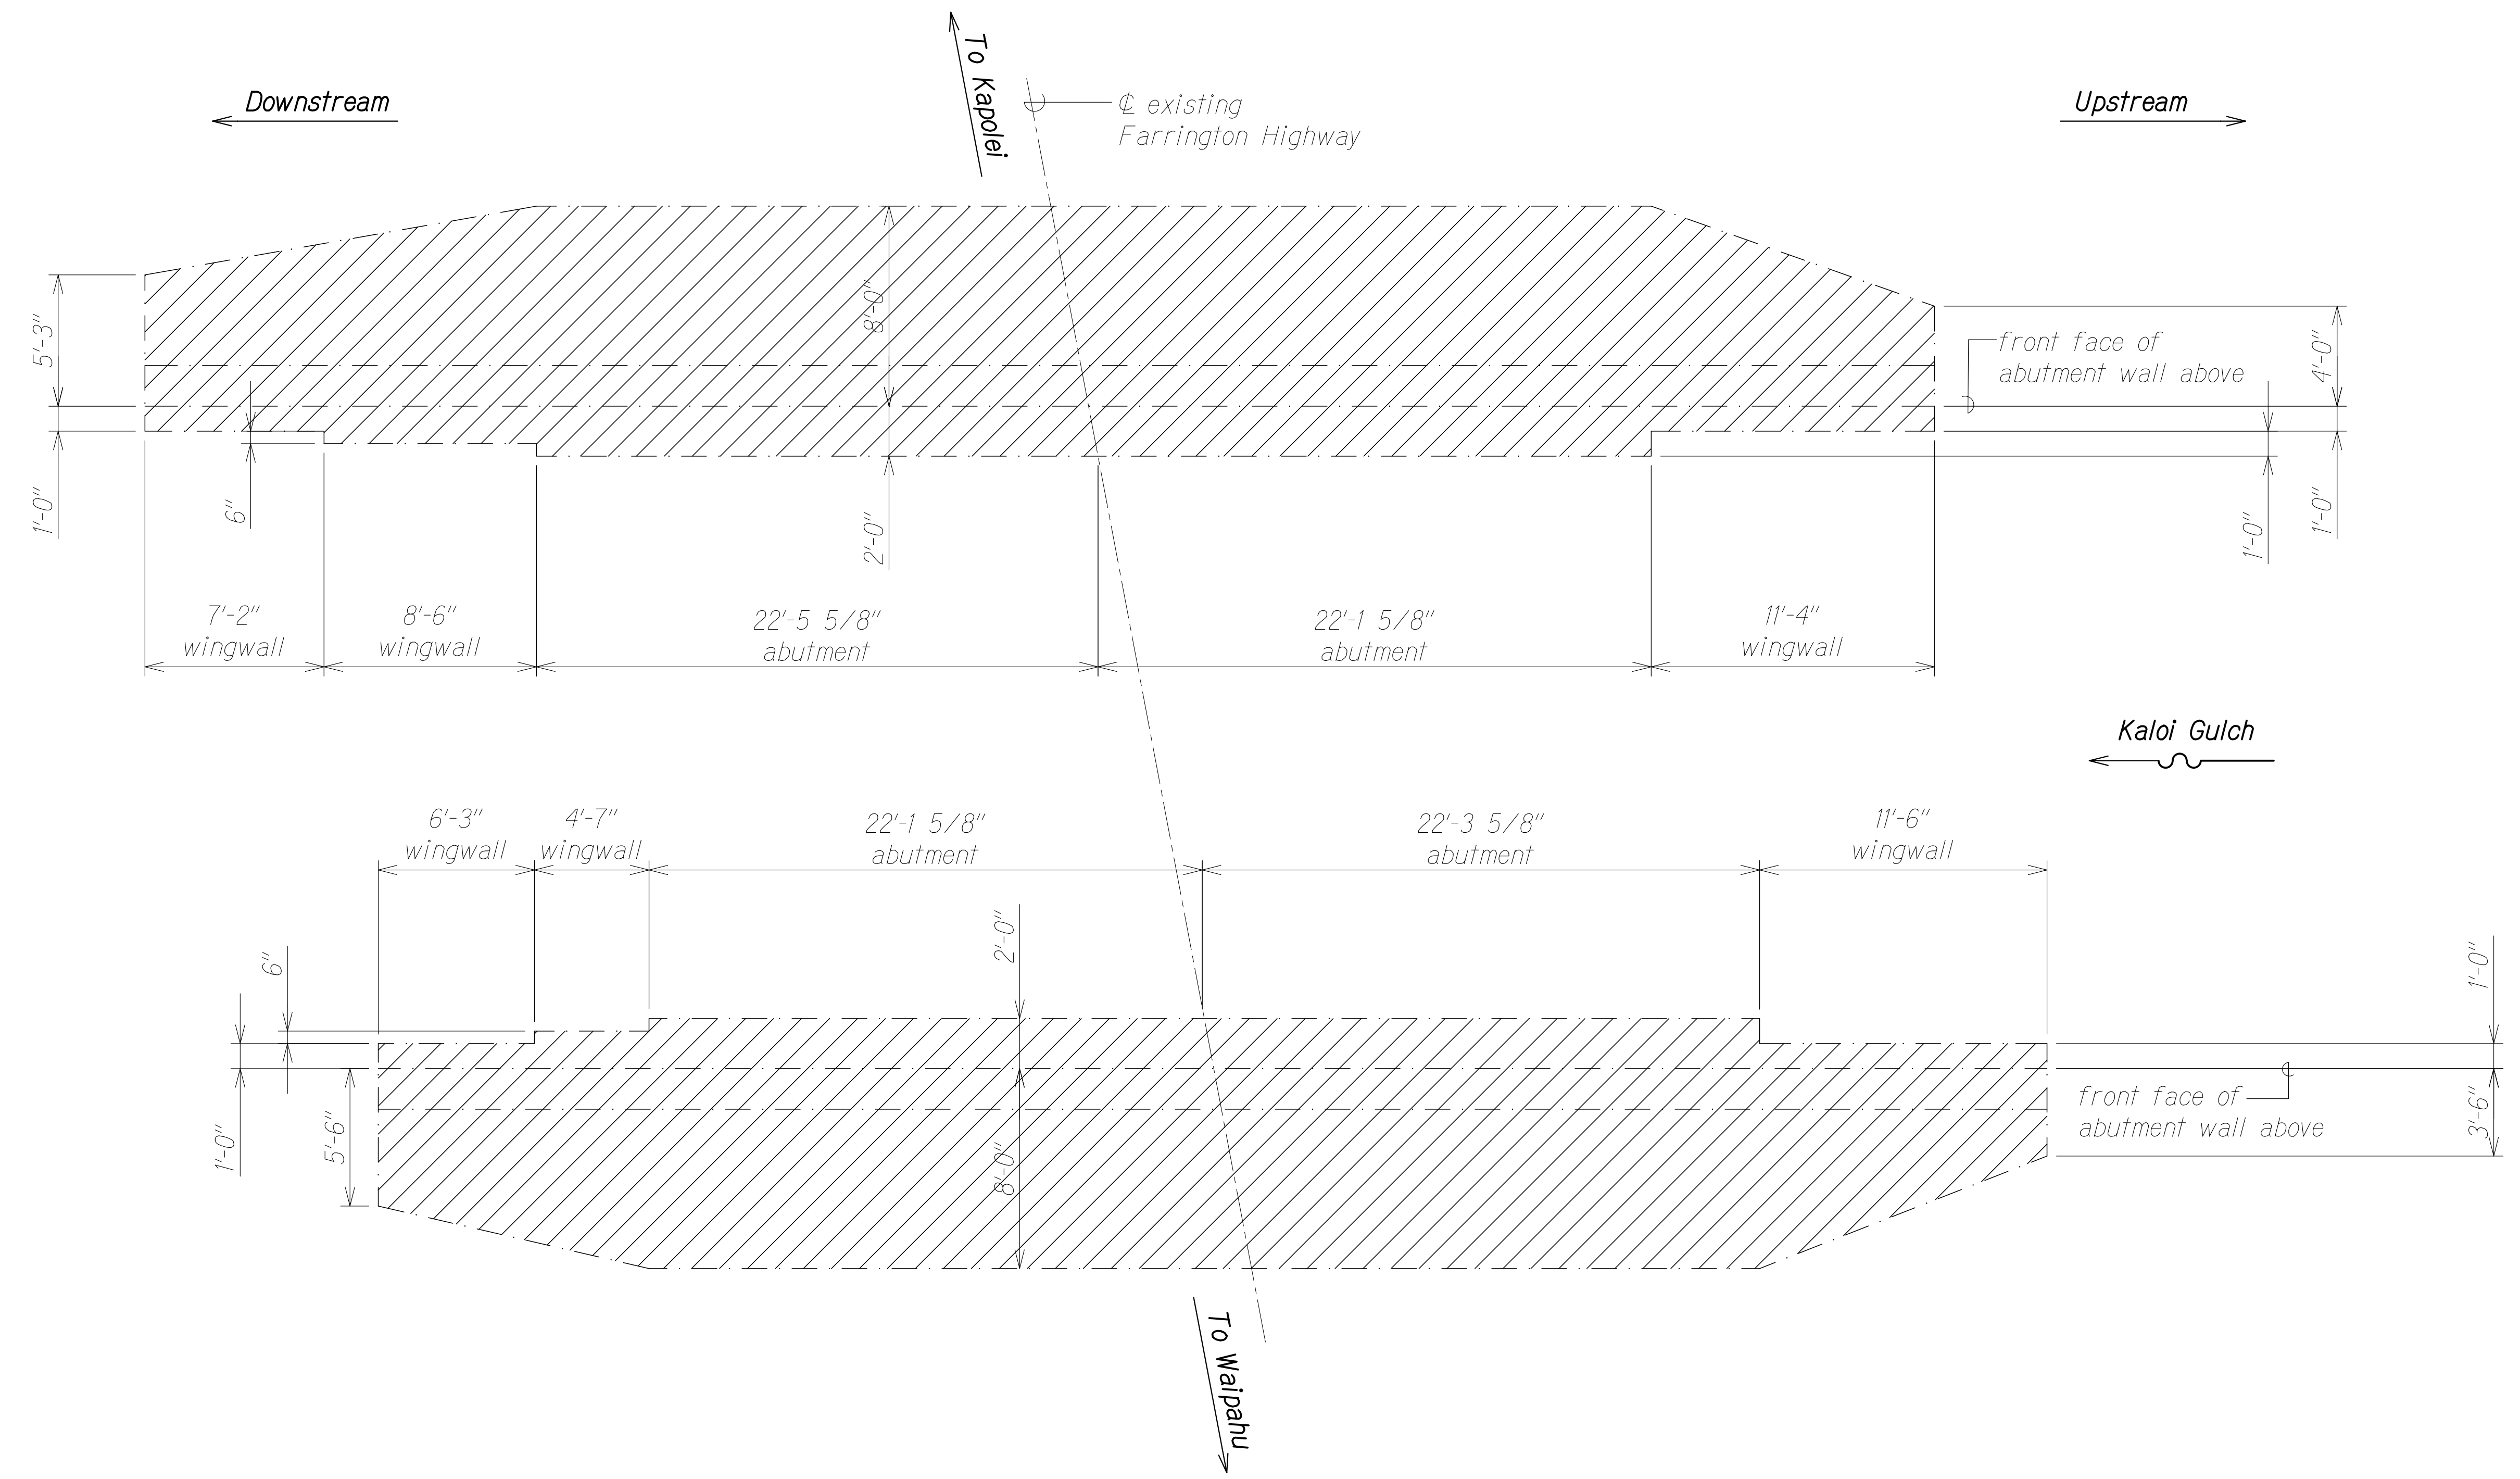 Downstream
To Kapolei
℄ existing
Farrington Highway
Upstream
5'-3"
1'-0"
6"
8'-0"
2'-0"
front face of
abutment wall above
4'-0"
1'-0"
1'-0"
7'-2"
wingwall
8'-6"
wingwall
22'-5 5/8"
abutment
22'-1 5/8"
abutment
11'-4"
wingwall
Kaloi Gulch
6'-3"
wingwall
4'-7"
wingwall
22'-1 5/8"
abutment
22'-3 5/8"
abutment
11'-6"
wingwall
6"
1'-0"
5'-6"
2'-0"
8'-0"
1'-0"
3'-6"
front face of
abutment wall above
To Waipahu